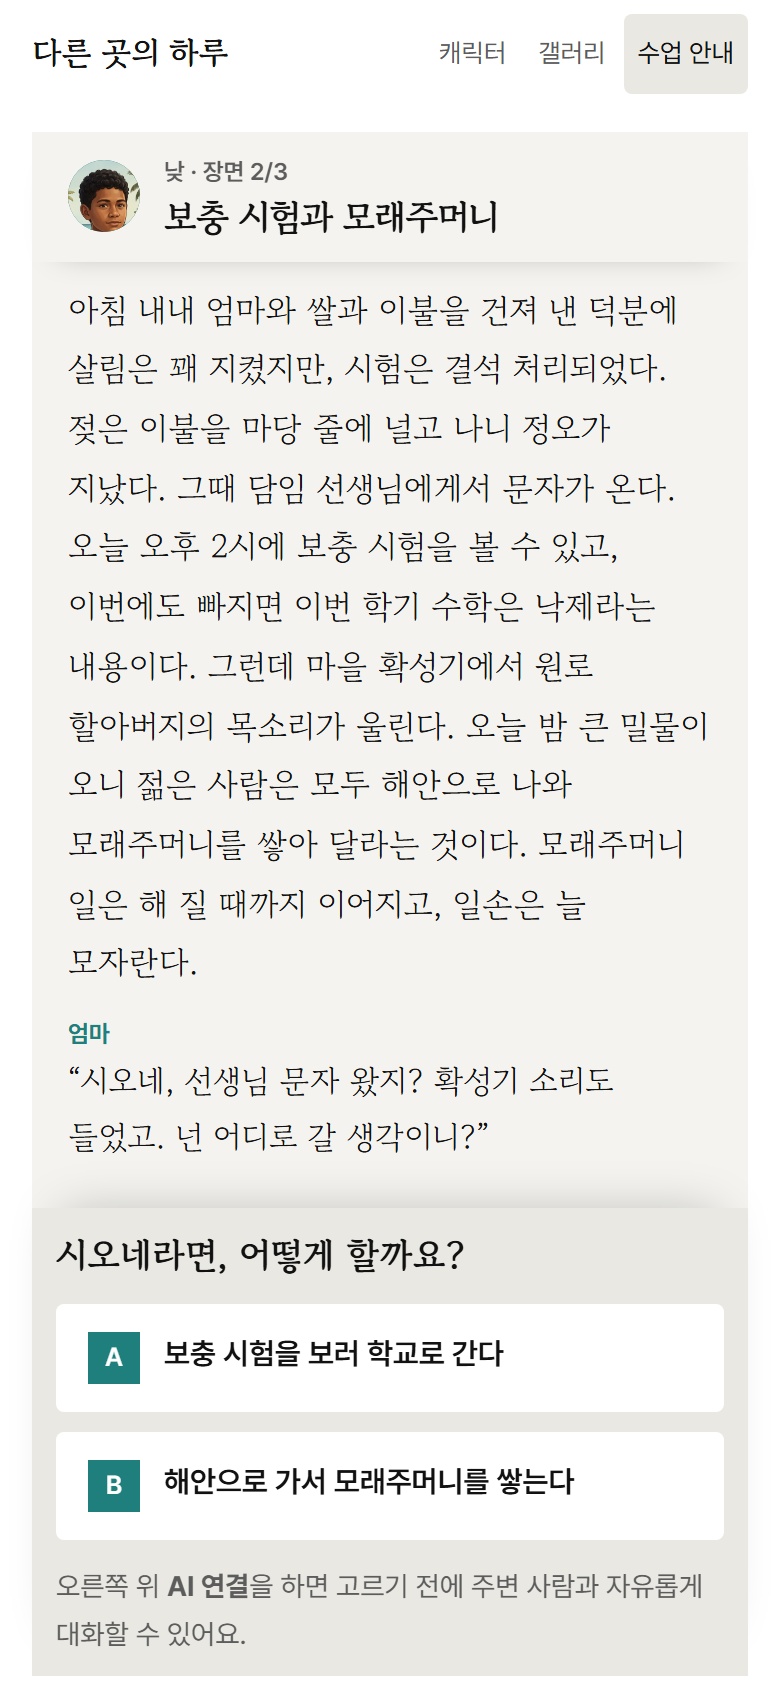 다른 곳의 하루
캐릭터 갤러리 수업 안내
낮 · 장면 2/3
보충 시험과 모래주머니
아침 내내 엄마와 쌀과 이불을 건져 낸 덕분에
살림은 꽤 지켰지만, 시험은 결석 처리되었다.
젖은 이불을 마당 줄에 널고 나니 정오가
지났다. 그때 담임 선생님에게서 문자가 온다.
오늘 오후 2시에 보충 시험을 볼 수 있고,
이번에도 빠지면 이번 학기 수학은 낙제라는
내용이다. 그런데 마을 확성기에서 원로
할아버지의 목소리가 울린다. 오늘 밤 큰 밀물이
오니 젊은 사람은 모두 해안으로 나와
모래주머니를 쌓아 달라는 것이다. 모래주머니
일은 해 질 때까지 이어지고, 일손은 늘
모자란다.
엄마
“시오네, 선생님 문자 왔지? 확성기 소리도
들었고. 넌 어디로 갈 생각이니?”
시오네라면, 어떻게 할까요?
A 보충 시험을 보러 학교로 간다
B 해안으로 가서 모래주머니를 쌓는다
오른쪽 위 AI 연결을 하면 고르기 전에 주변 사람과 자유롭게
대화할 수 있어요.